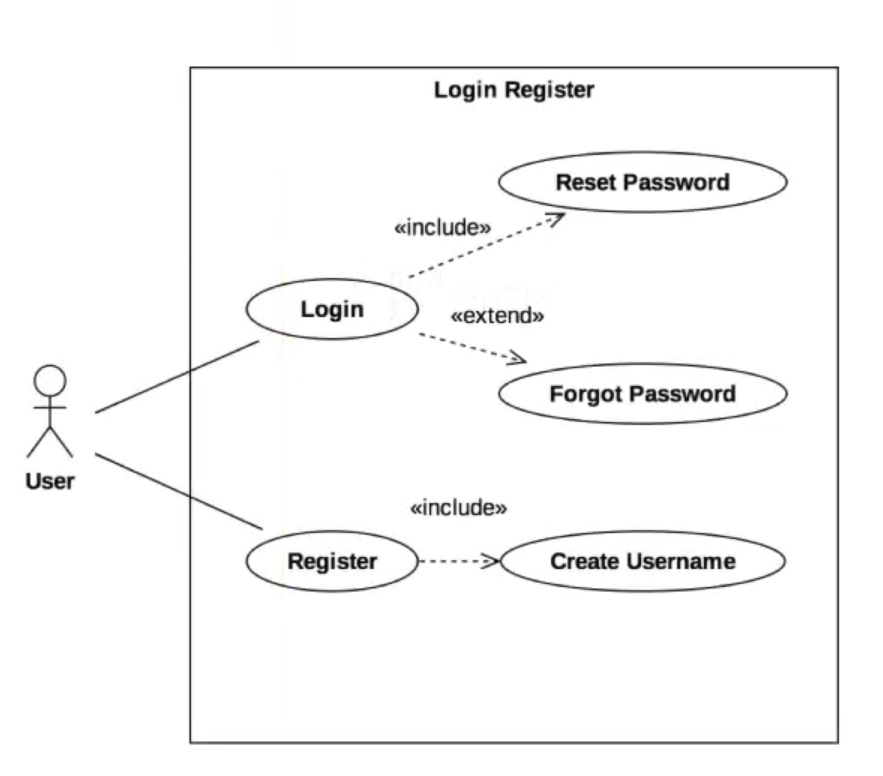 Login Register
Reset Password
«include»
Login
«extend»
Forgot Password
User
«include»
Register
Create Username